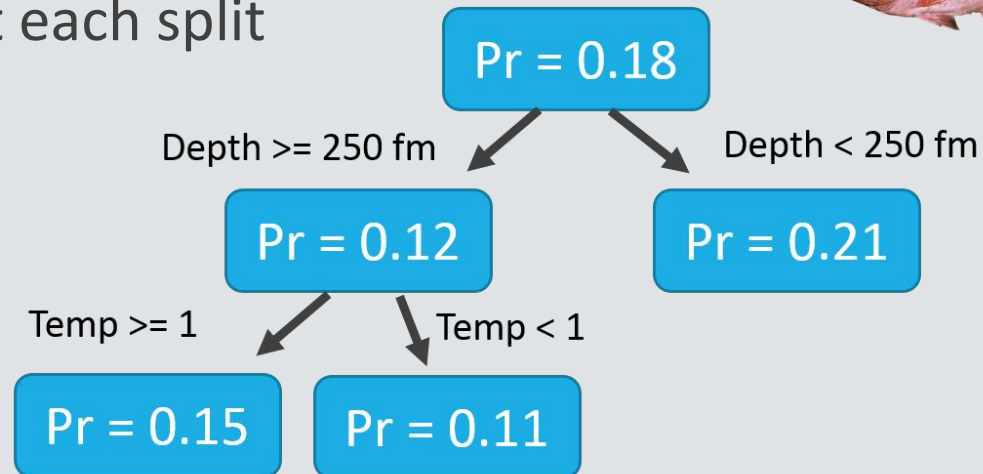 each split
Pr = 0.18
Depth >= 250 fm
Depth < 250 fm
Pr = 0.12
Pr = 0.21
Temp >= 1
Temp < 1
Pr = 0.15
Pr = 0.11